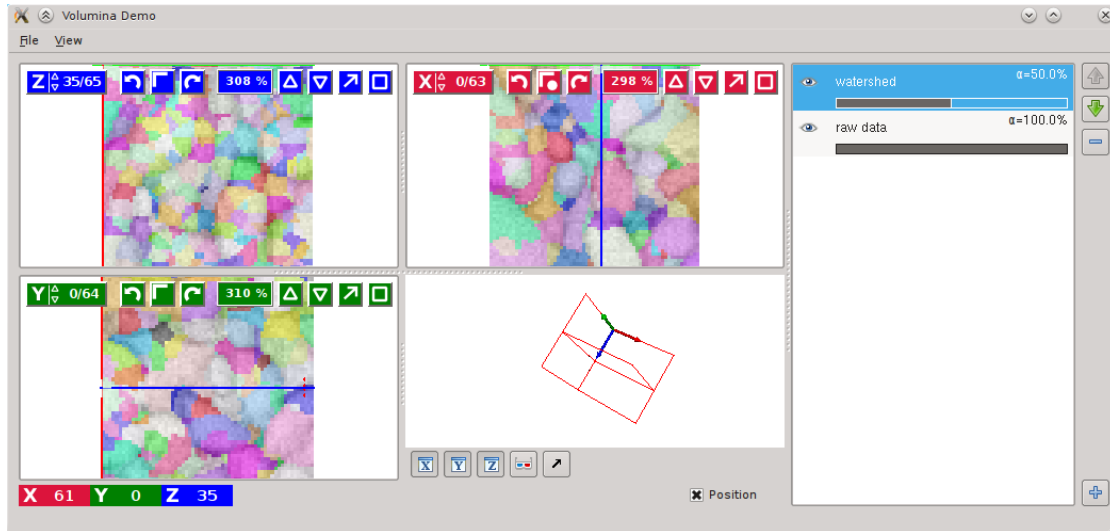 Volumina Demo
File View
Z 35/65 308 %
X 0/63 298 %
watershed α=50.0%
raw data α=100.0%
Y 0/64 310 %
X Y Z
X 61 Y 0 Z 35
Position